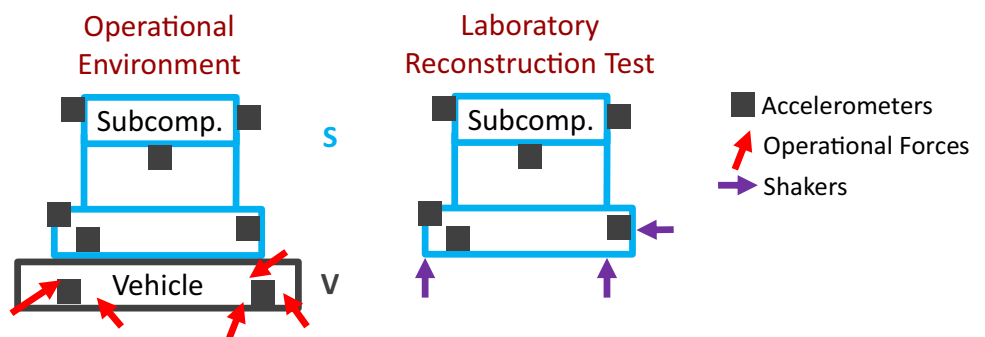 Operational
Environment
Subcomp.
S
Vehicle
V
Laboratory
Reconstruction Test
Subcomp.
Accelerometers
Operational Forces
Shakers